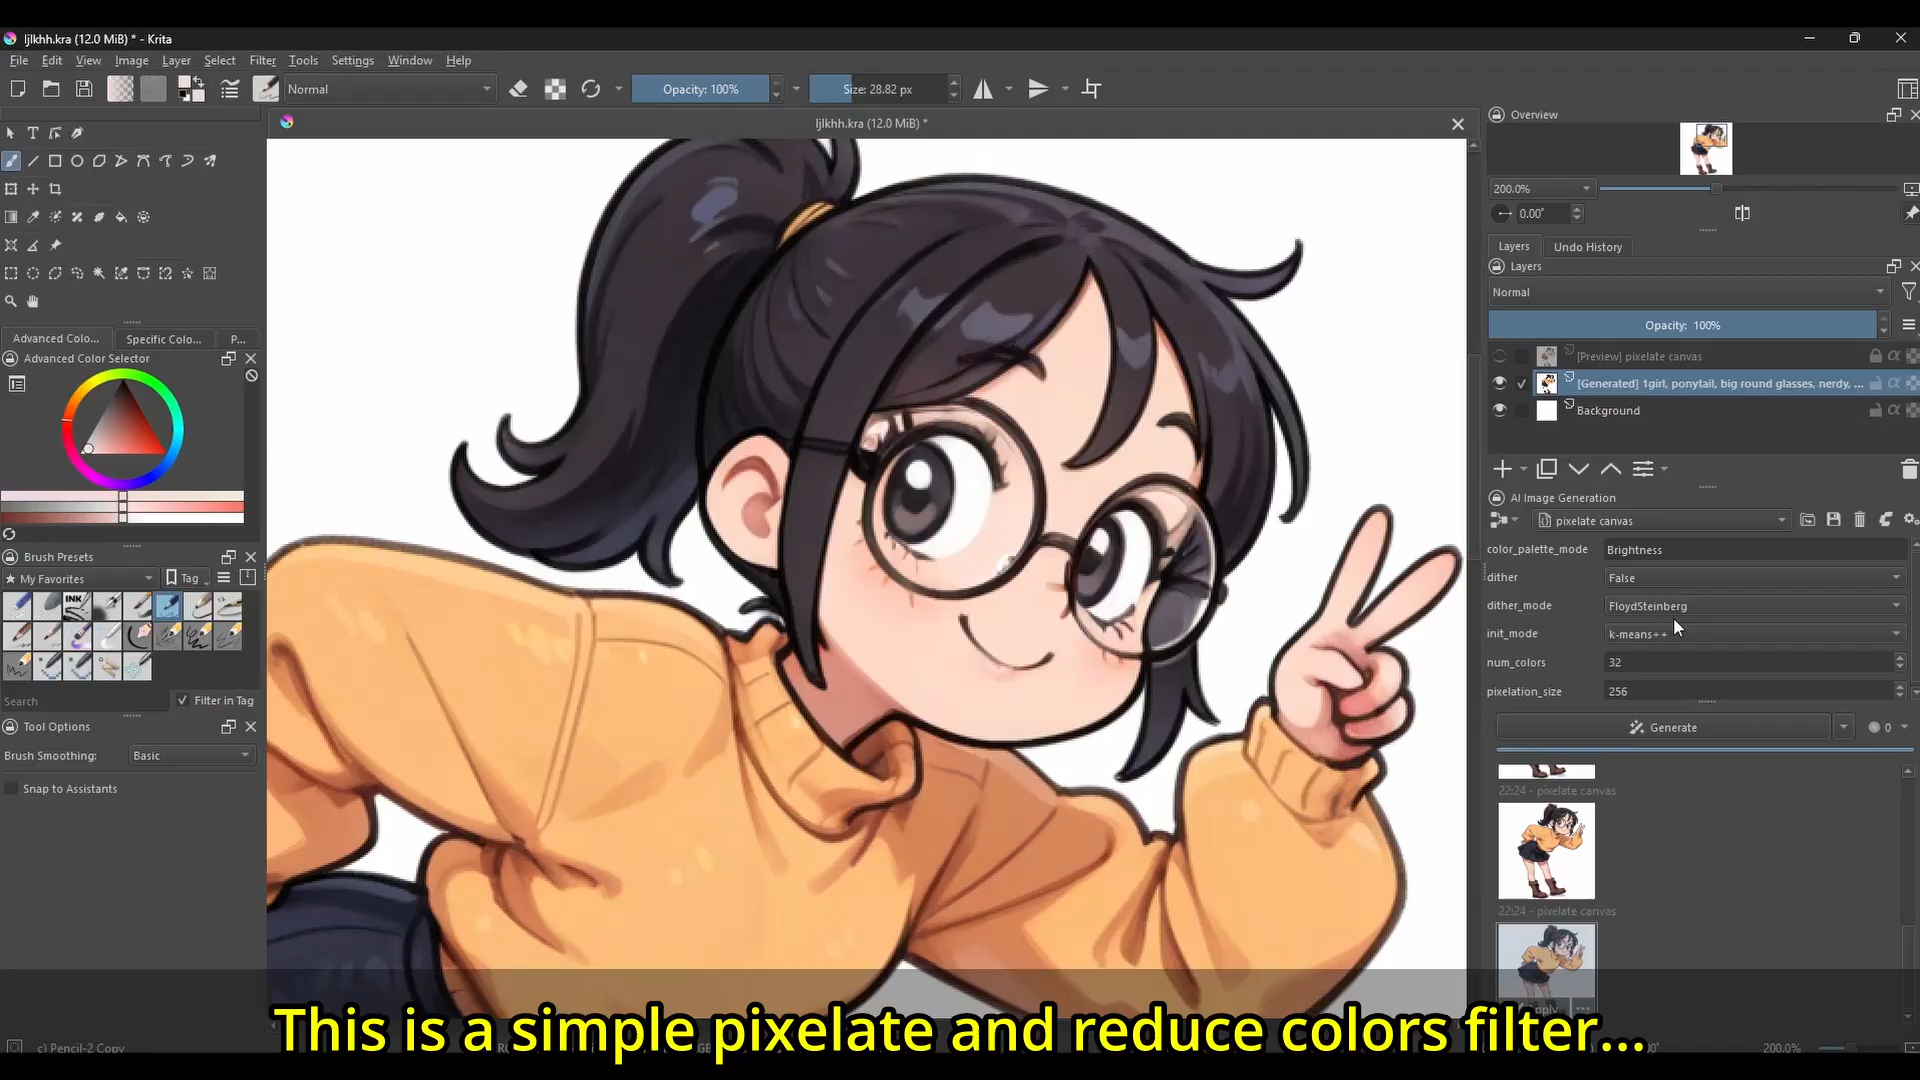 ljlkhh.kra (12.0 MiB) * - Krita
File Edit View Image Layer Select Filter Tools Settings Window Help
Normal
Opacity: 100%
Size: 28.82 px
ljlkhh.kra (12.0 MiB) *
Advanced Colo... Specific Colo... P...
Advanced Color Selector
Brush Presets
My Favorites
Tag
INK
Search
Filter in Tag
Tool Options
Brush Smoothing: Basic
Snap to Assistants
c) Pencil-2 Copy
Overview
200.0%
0.00°
Layers Undo History
Layers
Normal
Opacity: 100%
[Preview] pixelate canvas
[Generated] 1girl, ponytail, big round glasses, nerdy, ...
Background
AI Image Generation
pixelate canvas
color_palette_mode Brightness
dither False
dither_mode FloydSteinberg
init_mode k-means++
num_colors 32
pixelation_size 256
Generate
0
22:24 - pixelate canvas
22:24 - pixelate canvas
200.0%
This is a simple pixelate and reduce colors filter...